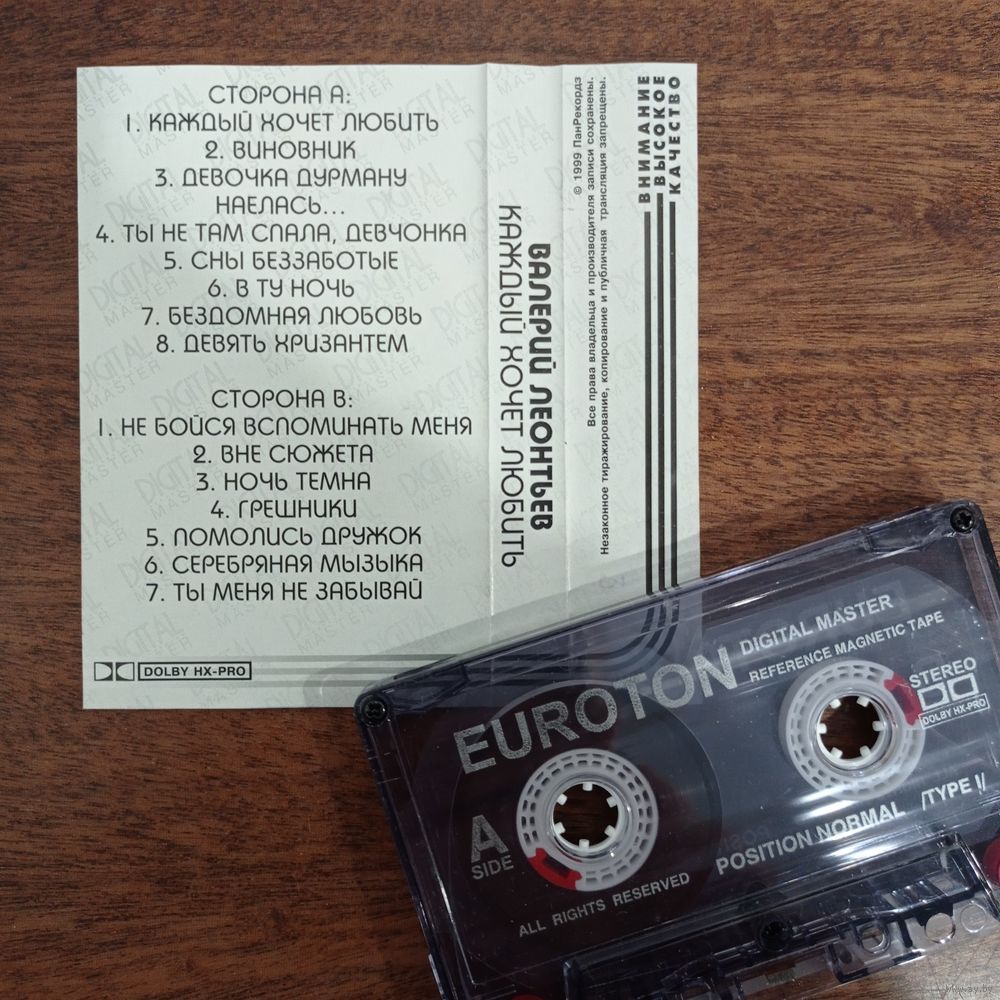 СТОРОНА А:
1. КАЖДЫЙ ХОЧЕТ ЛЮБИТЬ
2. ВИНОВНИК
3. ДЕВОЧКА ДУРМАНУ
НАЕЛАСЬ...
4. ТЫ НЕ ТАМ СПАЛА, ДЕВЧОНКА
5. СНЫ БЕЗЗАБОТЫЕ
6. В ТУ НОЧЬ
7. БЕЗДОМНАЯ ЛЮБОВЬ
8. ДЕВЯТЬ ХРИЗАНТЕМ
СТОРОНА В:
1. НЕ БОЙСЯ ВСПОМИНАТЬ МЕНЯ
2. ВНЕ СЮЖЕТА
3. НОЧЬ ТЕМНА
4. ГРЕШНИКИ
5. ПОМОЛИСЬ ДРУЖОК
6. СЕРЕБРЯНАЯ МЫЗЫКА
7. ТЫ МЕНЯ НЕ ЗАБЫВАЙ
DOLBY HX-PRO
DIGITAL MASTER
ВАЛЕРИЙ ЛЕОНТЬЕВ
КАЖДЫЙ ХОЧЕТ ЛЮБИТЬ
© 1999 ПанРекордз
Все права владельца и производителя записи сохранены.
Незаконное тиражирование, копирование и публичная трансляция запрещены.
ВНИМАНИЕ
ВЫСОКОЕ
КАЧЕСТВО
EUROTON
DIGITAL MASTER
REFERENCE MAGNETIC TAPE
STEREO
DOLBY HX-PRO
A
SIDE
POSITION NORMAL /TYPE I/
ALL RIGHTS RESERVED